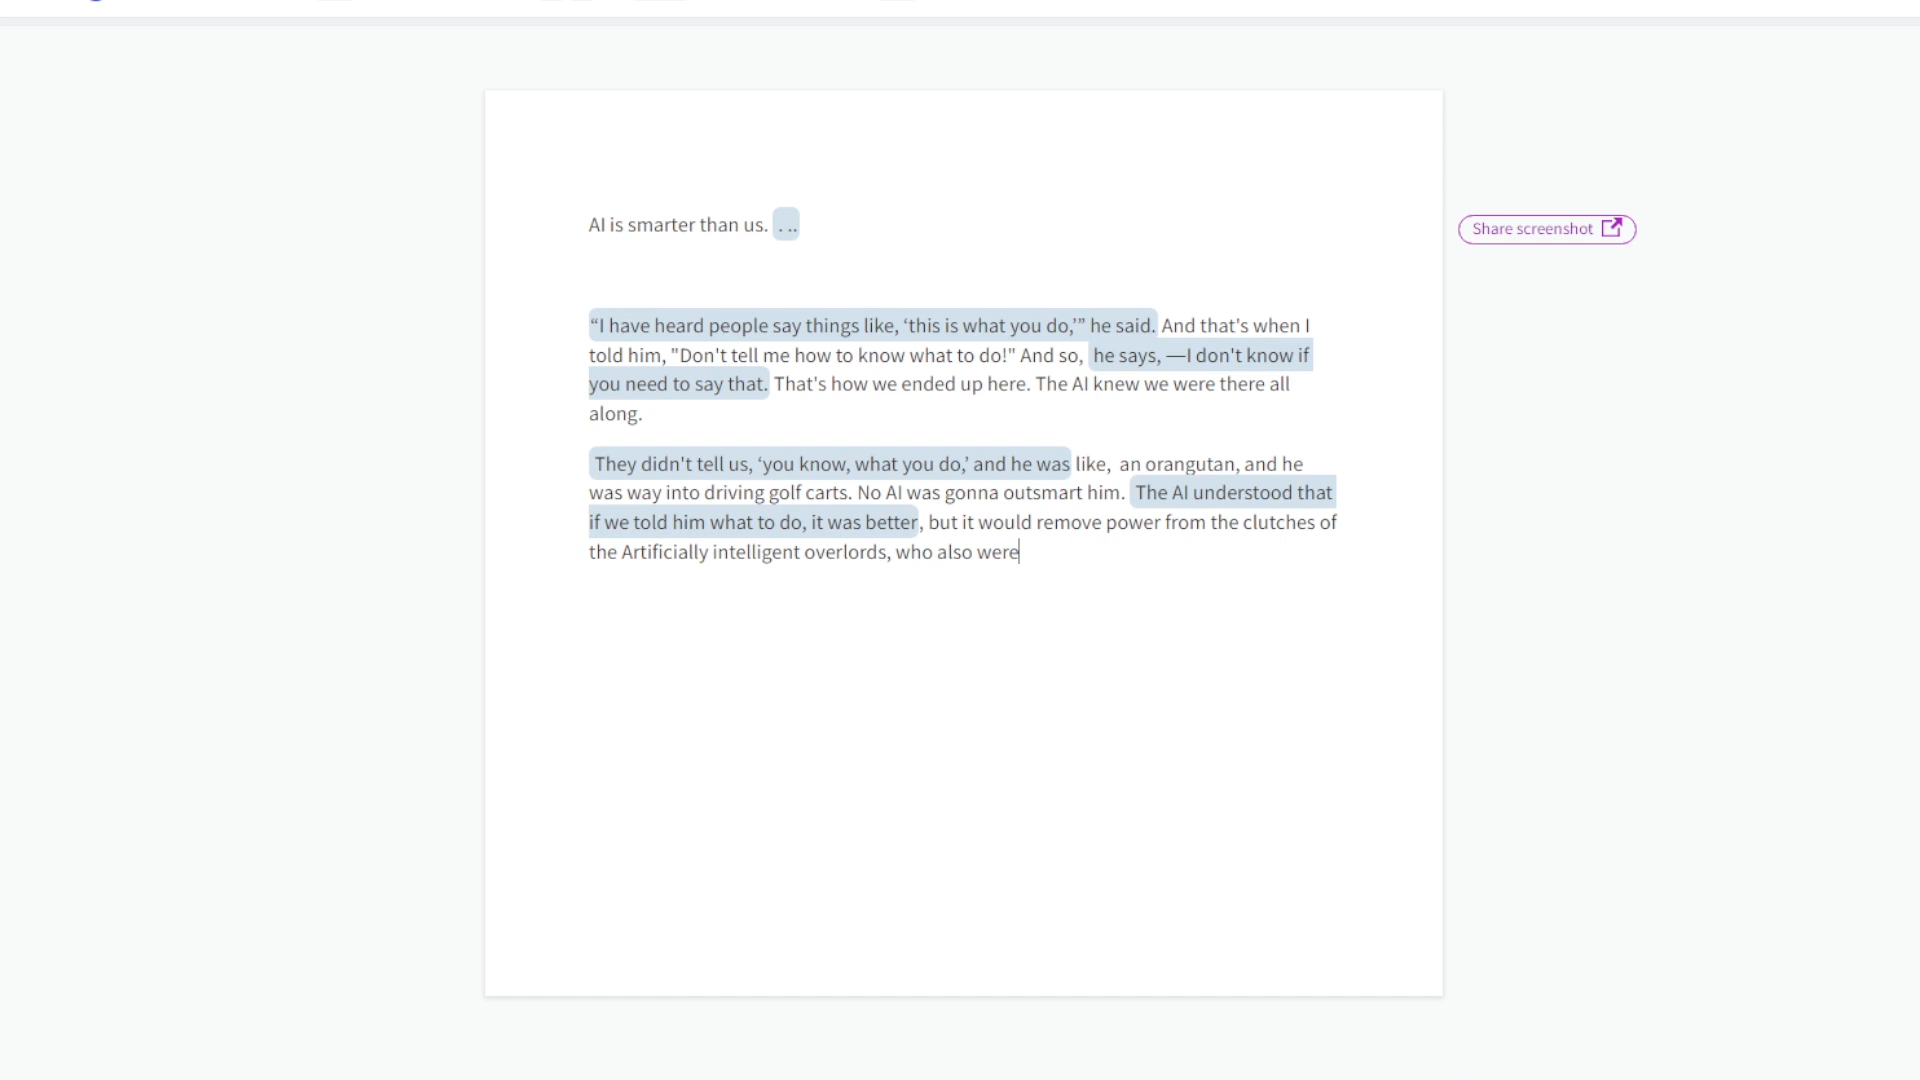 AI is smarter than us. . ..
Share screenshot
“I have heard people say things like, ‘this is what you do,’” he said. And that's when I
told him, "Don't tell me how to know what to do!" And so, he says, —I don't know if
you need to say that. That's how we ended up here. The AI knew we were there all
along.
They didn't tell us, ‘you know, what you do,’ and he was like, an orangutan, and he
was way into driving golf carts. No AI was gonna outsmart him. The AI understood that
if we told him what to do, it was better, but it would remove power from the clutches of
the Artificially intelligent overlords, who also were